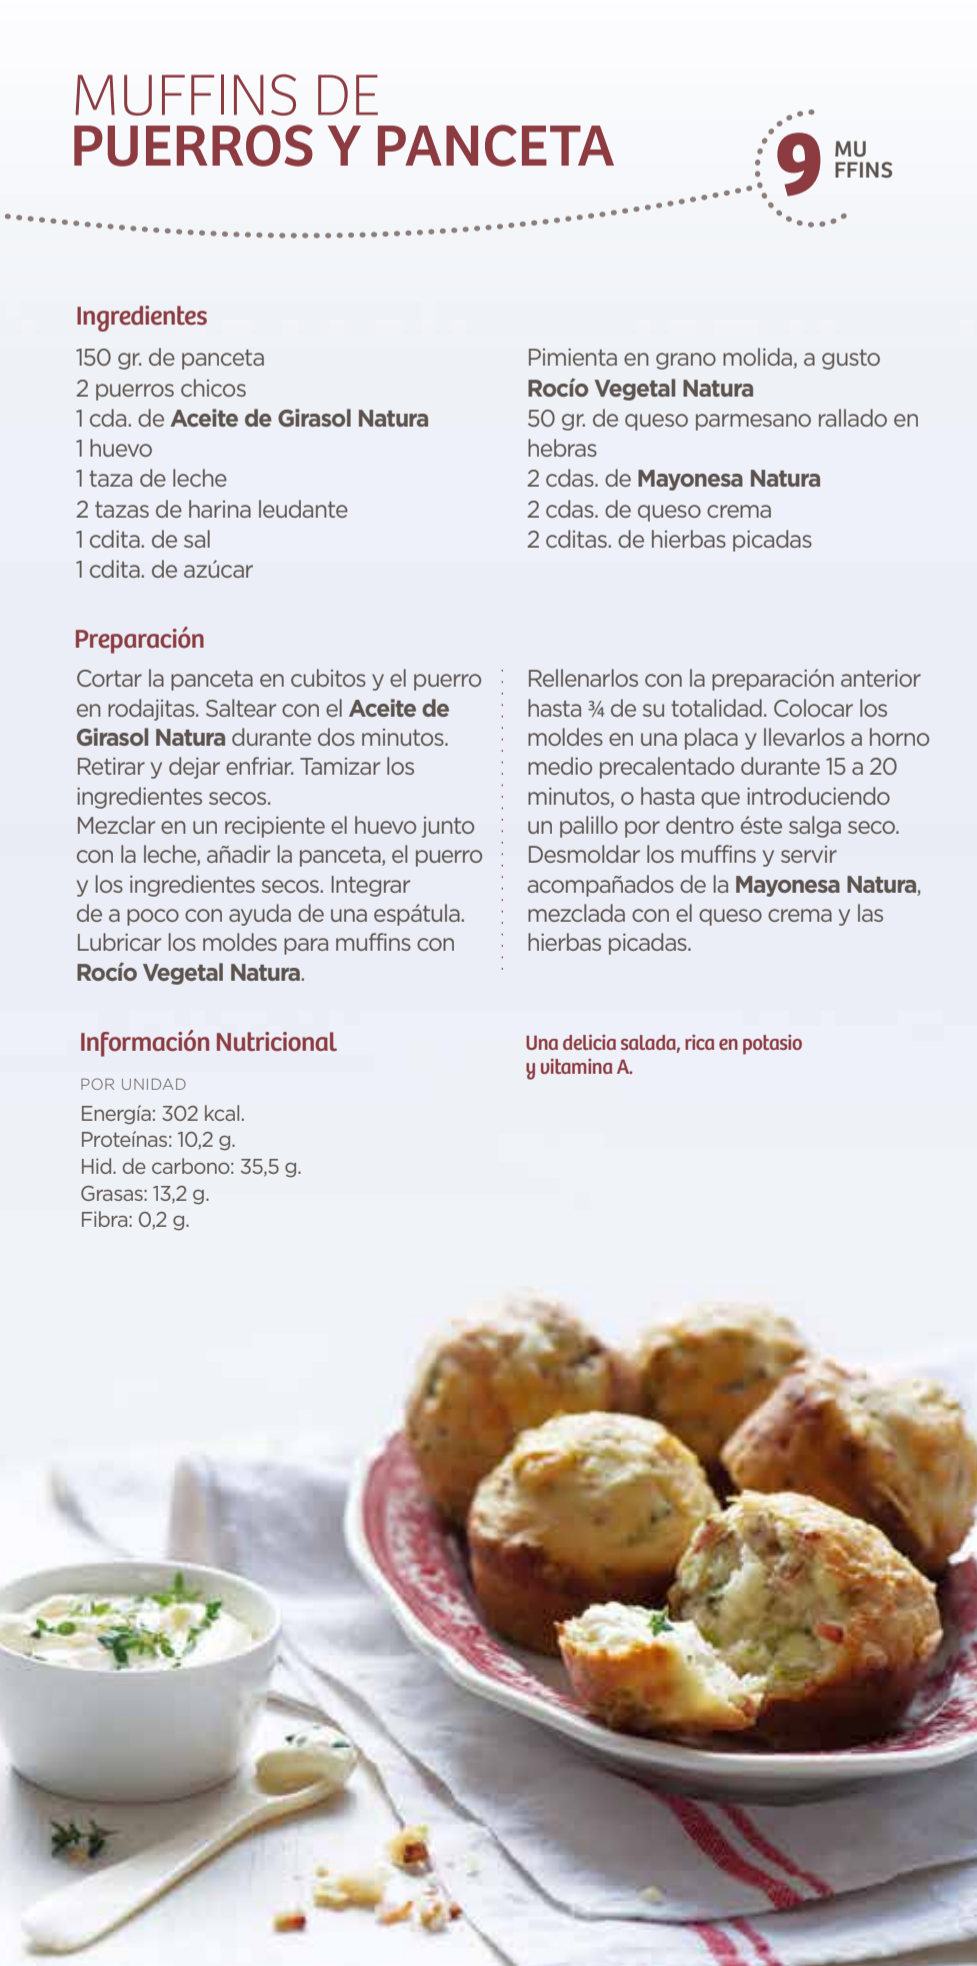 MUFFINS DE
PUERROS Y PANCETA
9 MU
FFINS
Ingredientes
150 gr. de panceta
2 puerros chicos
1 cda. de Aceite de Girasol Natura
1 huevo
1 taza de leche
2 tazas de harina leudante
1 cdita. de sal
1 cdita. de azúcar
Pimienta en grano molida, a gusto
Rocío Vegetal Natura
50 gr. de queso parmesano rallado en
hebras
2 cdas. de Mayonesa Natura
2 cdas. de queso crema
2 cditas. de hierbas picadas
Preparación
Cortar la panceta en cubitos y el puerro
en rodajitas. Saltear con el Aceite de
Girasol Natura durante dos minutos.
Retirar y dejar enfriar. Tamizar los
ingredientes secos.
Mezclar en un recipiente el huevo junto
con la leche, añadir la panceta, el puerro
y los ingredientes secos. Integrar
de a poco con ayuda de una espátula.
Lubricar los moldes para muffins con
Rocío Vegetal Natura.
Rellenarlos con la preparación anterior
hasta ¾ de su totalidad. Colocar los
moldes en una placa y llevarlos a horno
medio precalentado durante 15 a 20
minutos, o hasta que introduciendo
un palillo por dentro éste salga seco.
Desmoldar los muffins y servir
acompañados de la Mayonesa Natura,
mezclada con el queso crema y las
hierbas picadas.
Información Nutricional
POR UNIDAD
Energía: 302 kcal.
Proteínas: 10,2 g.
Hid. de carbono: 35,5 g.
Grasas: 13,2 g.
Fibra: 0,2 g.
Una delicia salada, rica en potasio
y vitamina A.